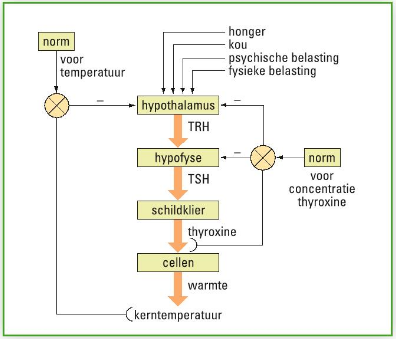 honger
kou
psychische belasting
fysieke belasting
norm
voor
temperatuur
–
hypothalamus
–
TRH
hypofyse
–
norm
voor
concentratie
thyroxine
TSH
schildklier
thyroxine
cellen
warmte
kerntemperatuur